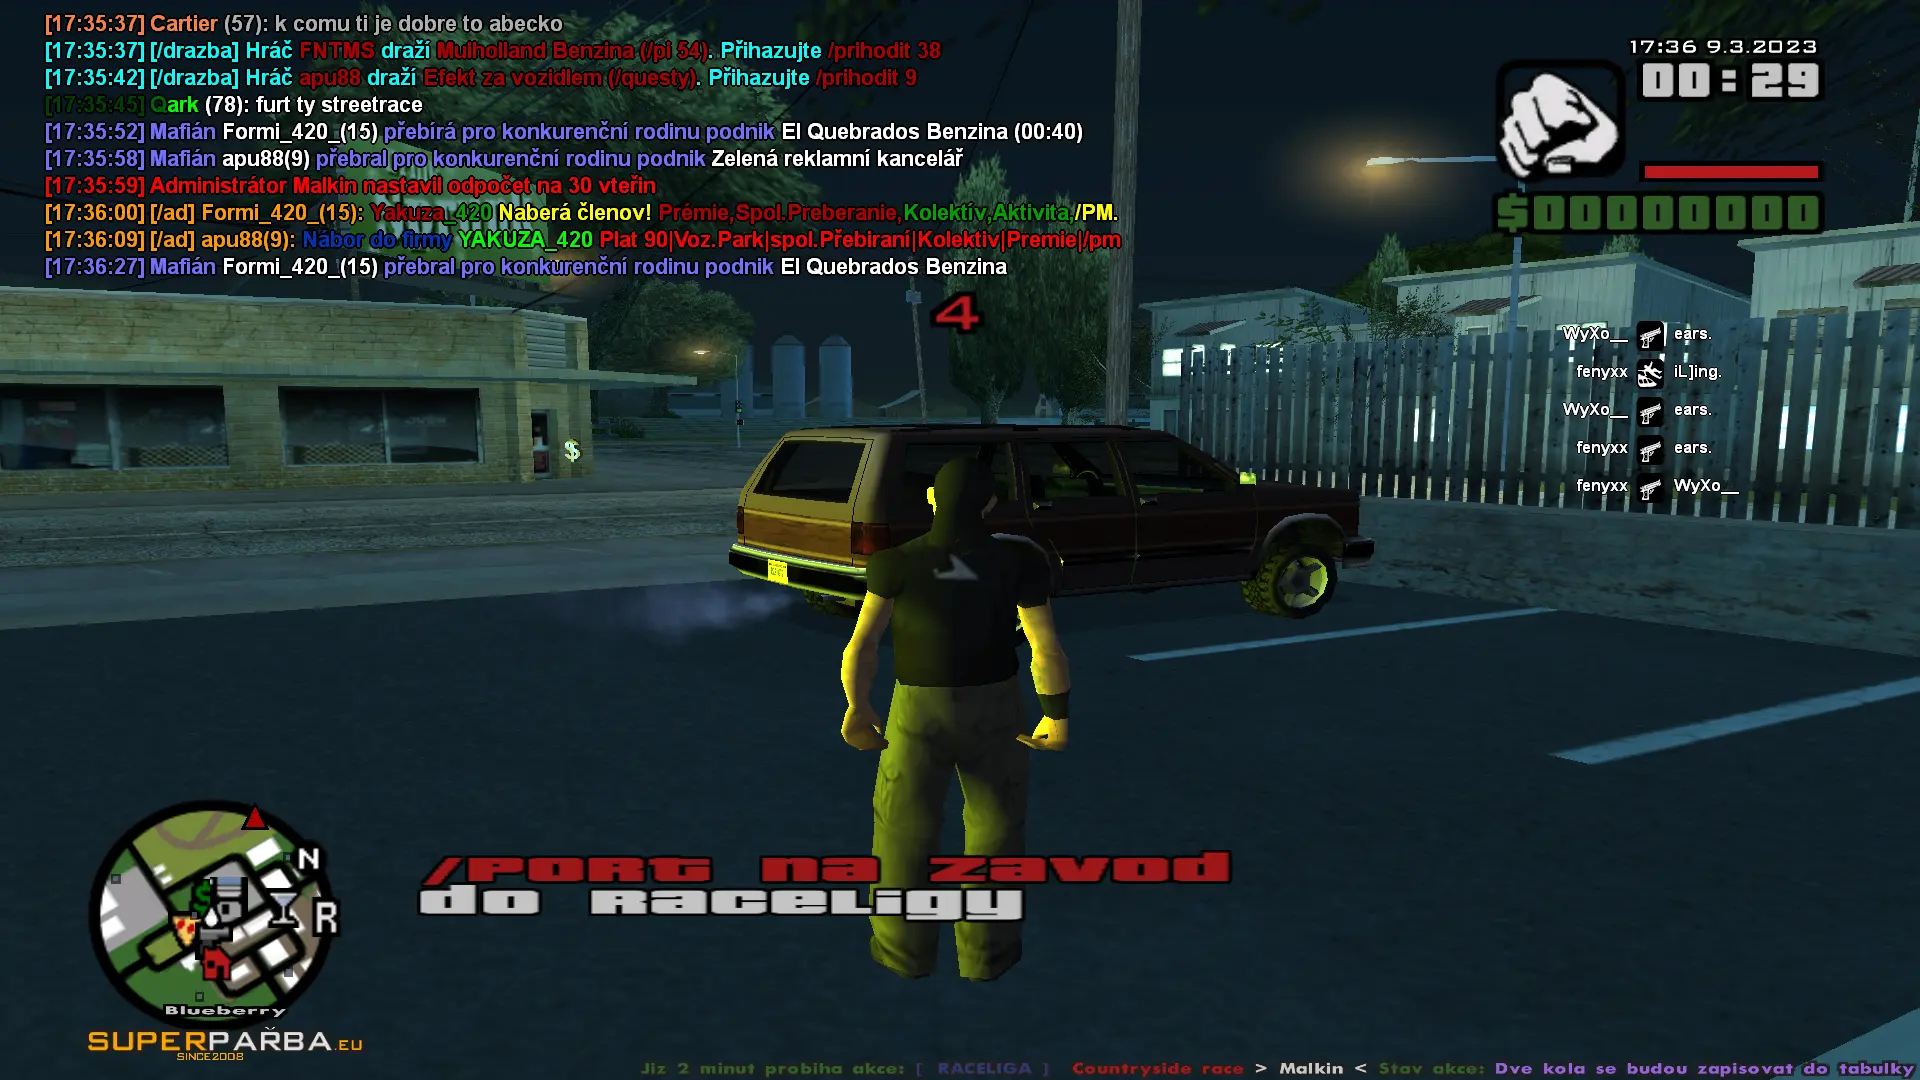 [17:35:37] Cartier (57): k comu ti je dobre to abecko
[17:35:37] [/drazba] Hráč FNTMS draží Mulholland Benzina (/pi 54). Přihazujte /prihodit 38
[17:35:42] [/drazba] Hráč apu88 draží Efekt za vozidlem (/questy). Přihazujte /prihodit 9
[17:35:45] Qark (78): furt ty streetrace
[17:35:52] Mafián Formi_420_(15) přebírá pro konkurenční rodinu podnik El Quebrados Benzina (00:40)
[17:35:58] Mafián apu88(9) přebral pro konkurenční rodinu podnik Zelená reklamní kancelář
[17:35:59] Administrátor Malkin nastavil odpočet na 30 vteřin
[17:36:00] [/ad] Formi_420_(15): Yakuza_420 Naberá členov! Prémie,Spol.Preberanie,Kolektív,Aktivita,/PM.
[17:36:09] [/ad] apu88(9): Nábor do firmy YAKUZA_420 Plat 90|Voz.Park|spol.Přebiraní|Kolektiv|Premie|/pm
[17:36:27] Mafián Formi_420_(15) přebral pro konkurenční rodinu podnik El Quebrados Benzina
17:36 9.3.2023
00:29
$00000000
4
WyXo__ ears.
fenyxx iL]ing.
WyXo__ ears.
fenyxx ears.
fenyxx WyXo__
/PORT na zavod
do RaceLigy
N
R
Blueberry
SUPERPAŘBA.EU
SINCE2008
Jiz 2 minut probiha akce: [ RACELIGA ] Countryside race > Malkin < Stav akce: Dve kola se budou zapisovat do tabulky